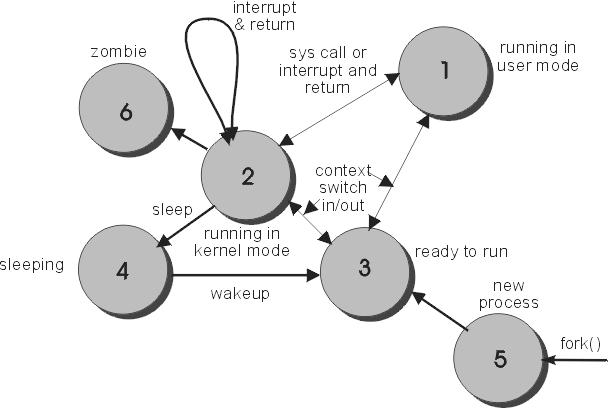 interrupt
& return
zombie
sys call or
interrupt and
return
running in
user mode
1
6
2
context
switch
in/out
sleep
running in
kernel mode
sleeping
4
3
ready to run
wakeup
new
process
5
fork()